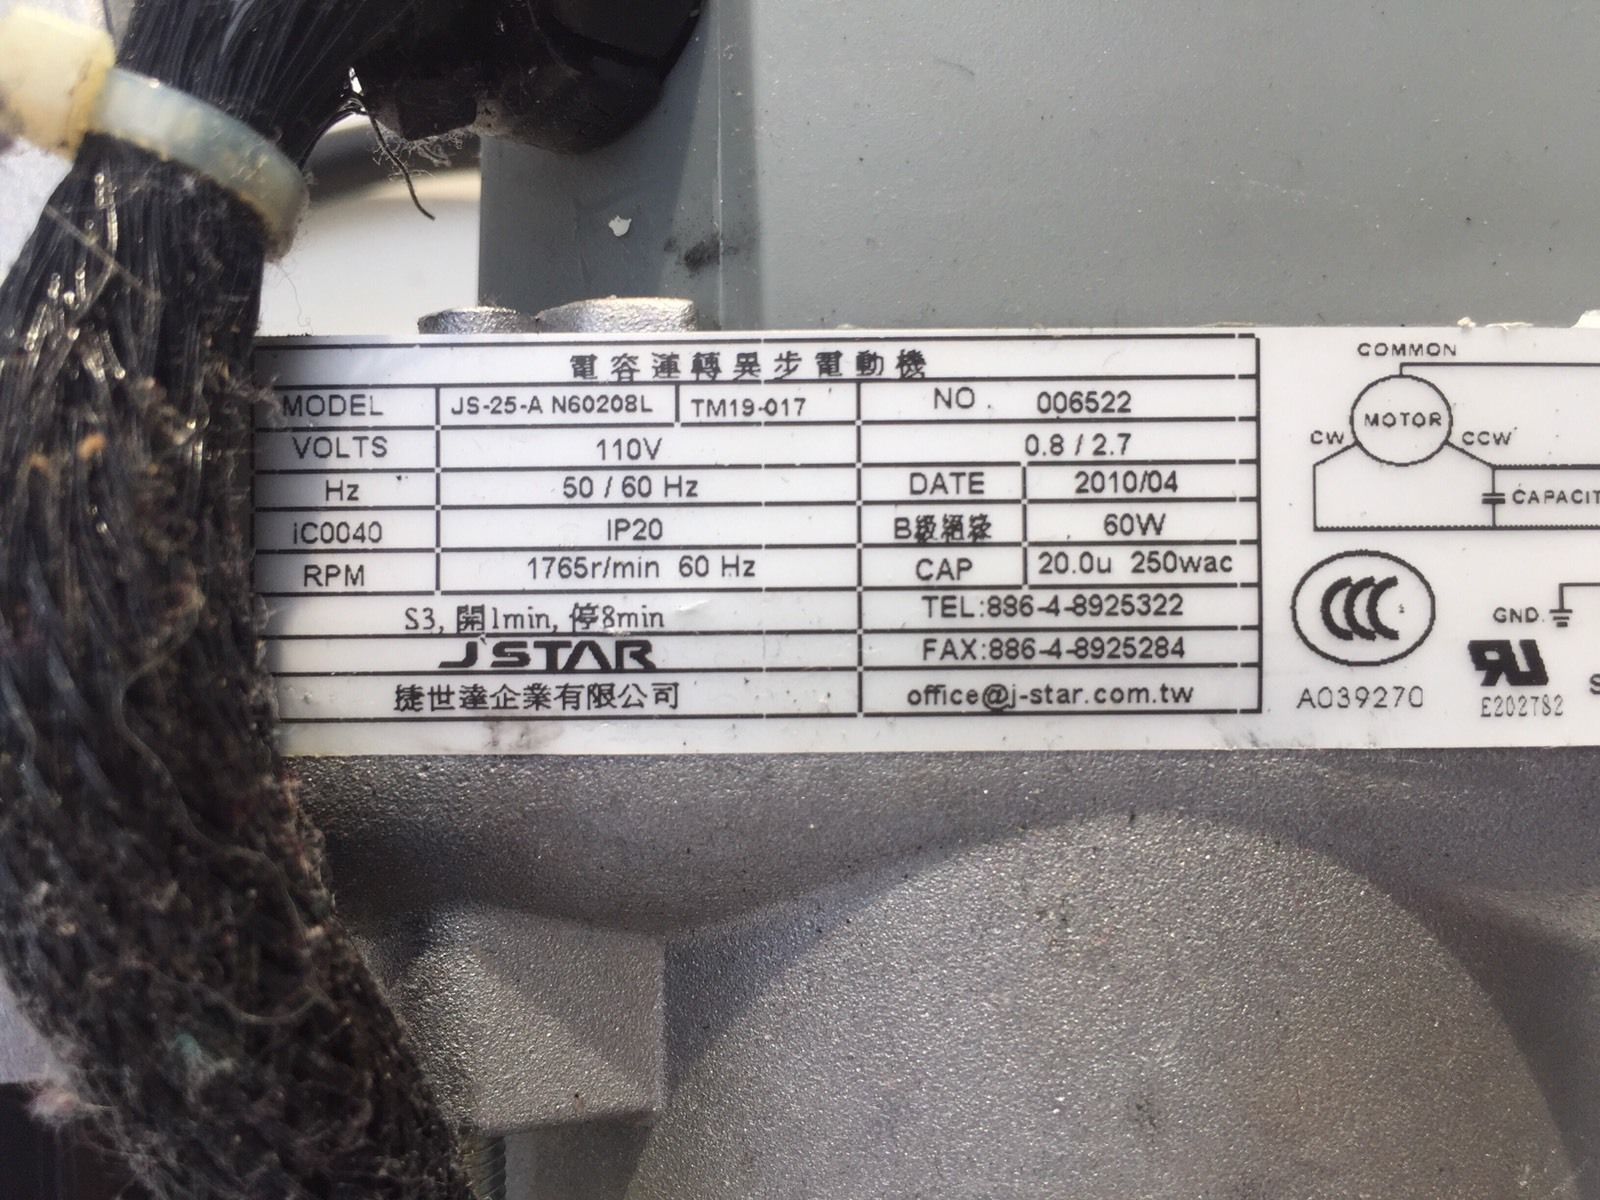 電容運轉異步電動機
MODEL JS-25-A N60208L TM19-017 NO. 006522
VOLTS 110V 0.8 / 2.7
Hz 50 / 60 Hz DATE 2010/04
iC0040 IP20 B級絕緣 60W
RPM 1765r/min 60 Hz CAP 20.0u 250wac
S3, 開1min, 停8min TEL:886-4-8925322
J'STAR FAX:886-4-8925284
捷世達企業有限公司 office@j-star.com.tw
COMMON
MOTOR
CW CCW
CAPACIT
CCC
GND.
A039270
E202782